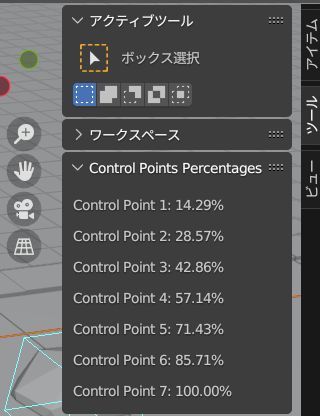 アクティブツール
ボックス選択
ワークスペース
Control Points Percentages
Control Point 1: 14.29%
Control Point 2: 28.57%
Control Point 3: 42.86%
Control Point 4: 57.14%
Control Point 5: 71.43%
Control Point 6: 85.71%
Control Point 7: 100.00%
アイテム
ツール
ビュー